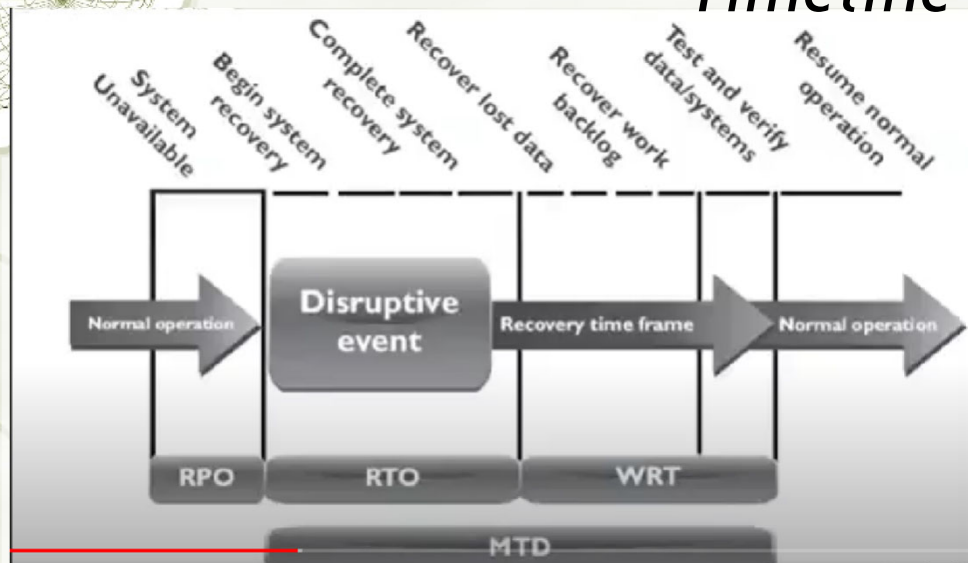 Timeline
System
Unavailable
Begin system
recovery
Complete system
recovery
Recover lost data
Recover work
backlog
Test and verify
data/systems
Resume normal
operation
Normal operation
Disruptive
event
Recovery time frame
Normal operation
RPO
RTO
WRT
MTD